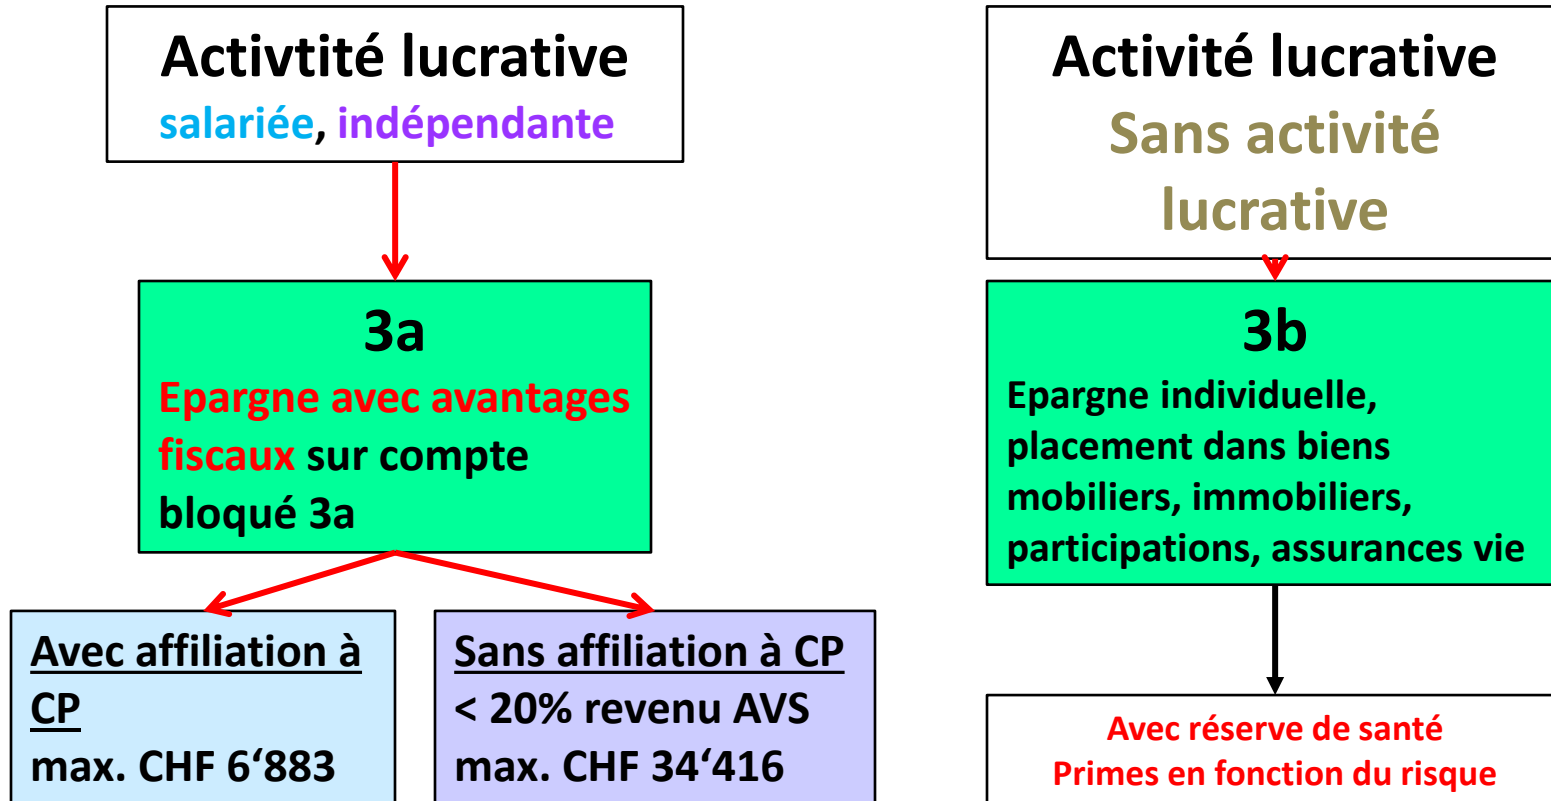 Activtité lucrative
salariée, indépendante
3a
Epargne avec avantages
fiscaux sur compte
bloqué 3a
Avec affiliation à
CP
max. CHF 6‘883
Sans affiliation à CP
< 20% revenu AVS
max. CHF 34‘416
Activité lucrative
Sans activité
lucrative
3b
Epargne individuelle,
placement dans biens
mobiliers, immobiliers,
participations, assurances vie
Avec réserve de santé
Primes en fonction du risque